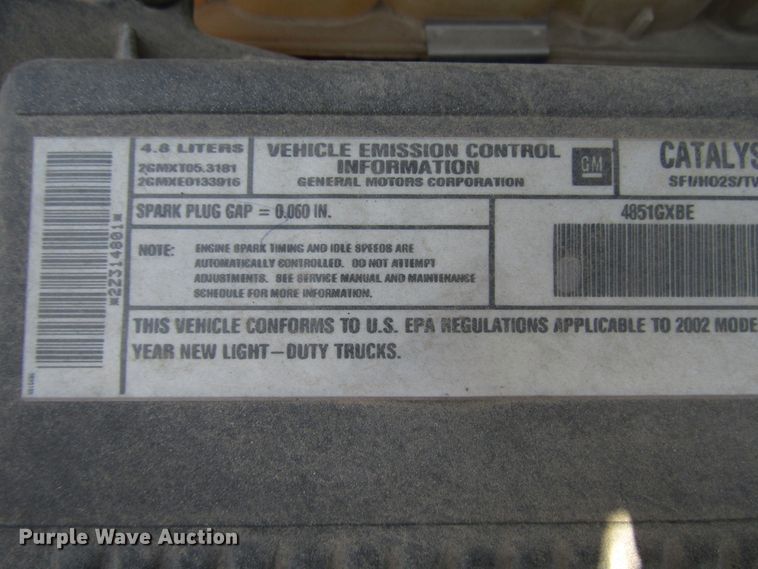 4.8 LITERS
2GMXT05.3181
2GMXE0133916
VEHICLE EMISSION CONTROL
INFORMATION
GENERAL MOTORS CORPORATION
GM
CATALYS
SFI/HO2S/TW
SPARK PLUG GAP = 0.060 IN.
4851GXBE
NOTE: ENGINE SPARK TIMING AND IDLE SPEEDS ARE
AUTOMATICALLY CONTROLLED. DO NOT ATTEMPT
ADJUSTMENTS. SEE SERVICE MANUAL AND MAINTENANCE
SCHEDULE FOR MORE INFORMATION.
THIS VEHICLE CONFORMS TO U.S. EPA REGULATIONS APPLICABLE TO 2002 MODE
YEAR NEW LIGHT-DUTY TRUCKS.
*22314801*
Purple Wave Auction